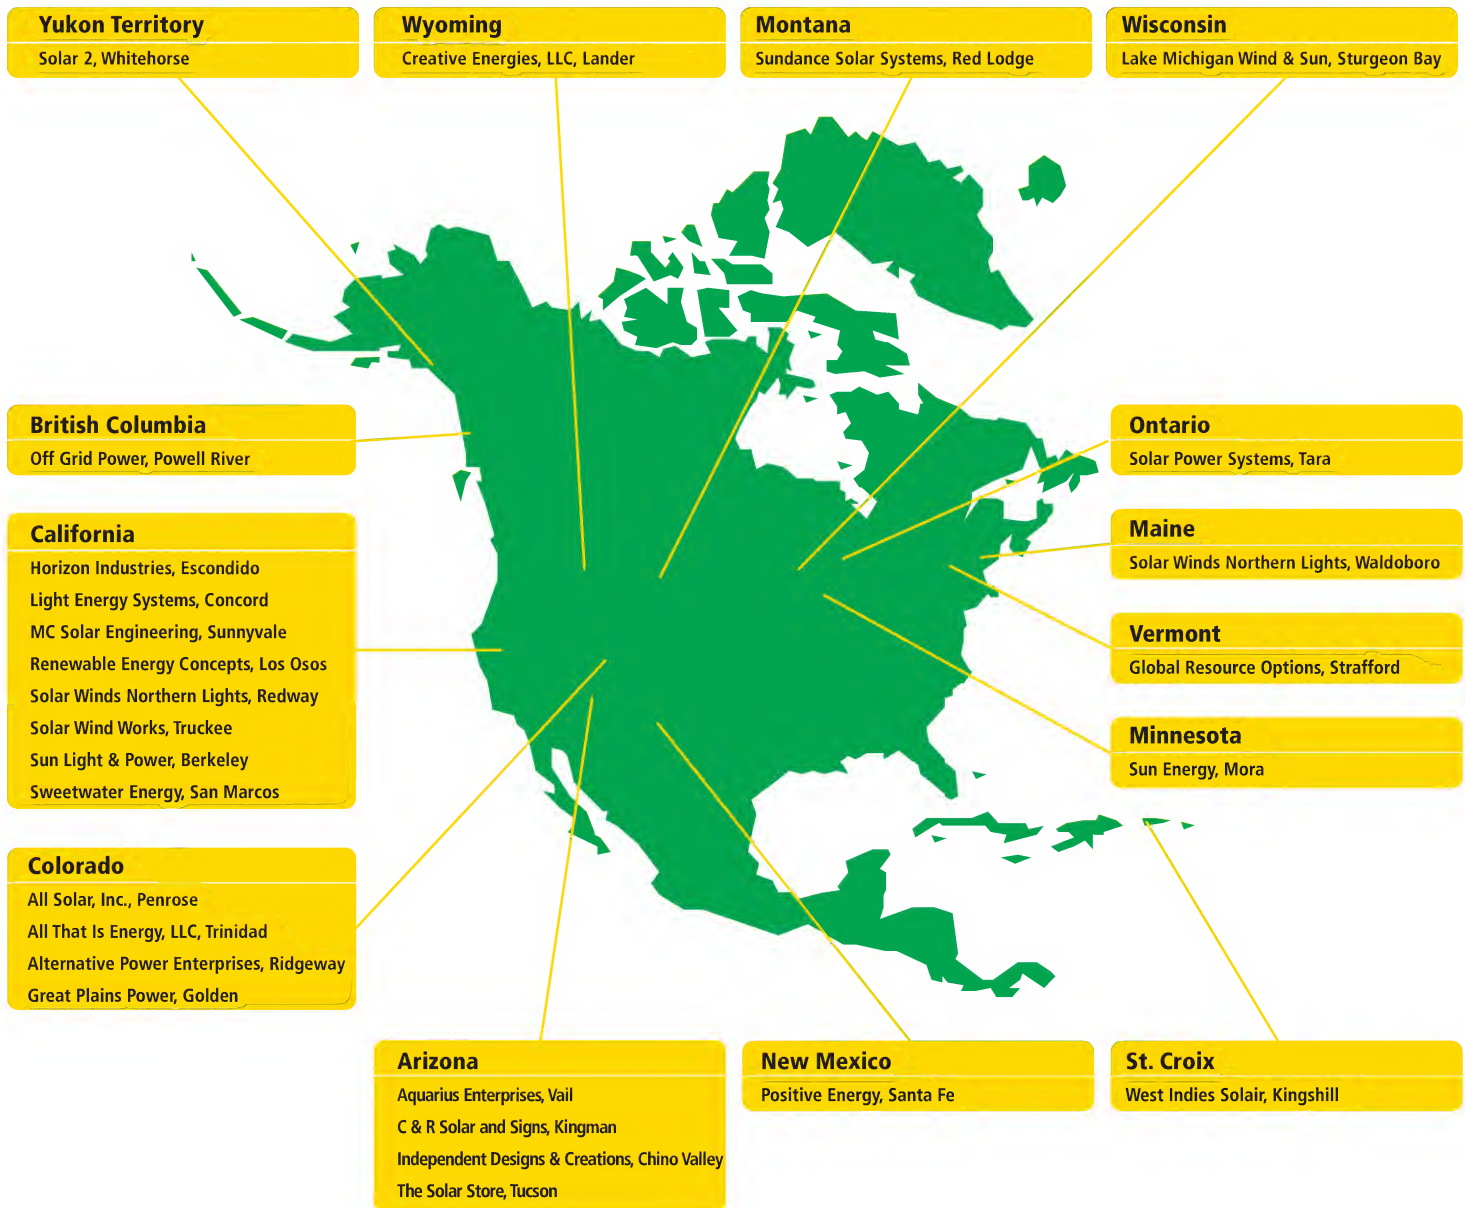 Yukon Territory
Solar 2, Whitehorse
Wyoming
Creative Energies, LLC, Lander
Montana
Sundance Solar Systems, Red Lodge
Wisconsin
Lake Michigan Wind & Sun, Sturgeon Bay
British Columbia
Off Grid Power, Powell River
Ontario
Solar Power Systems, Tara
California
Horizon Industries, Escondido
Light Energy Systems, Concord
MC Solar Engineering, Sunnyvale
Renewable Energy Concepts, Los Osos
Solar Winds Northern Lights, Redway
Solar Wind Works, Truckee
Sun Light & Power, Berkeley
Sweetwater Energy, San Marcos
Maine
Solar Winds Northern Lights, Waldoboro
Vermont
Global Resource Options, Strafford
Minnesota
Sun Energy, Mora
Colorado
All Solar, Inc., Penrose
All That Is Energy, LLC, Trinidad
Alternative Power Enterprises, Ridgeway
Great Plains Power, Golden
Arizona
Aquarius Enterprises, Vail
C & R Solar and Signs, Kingman
Independent Designs & Creations, Chino Valley
The Solar Store, Tucson
New Mexico
Positive Energy, Santa Fe
St. Croix
West Indies Solair, Kingshill